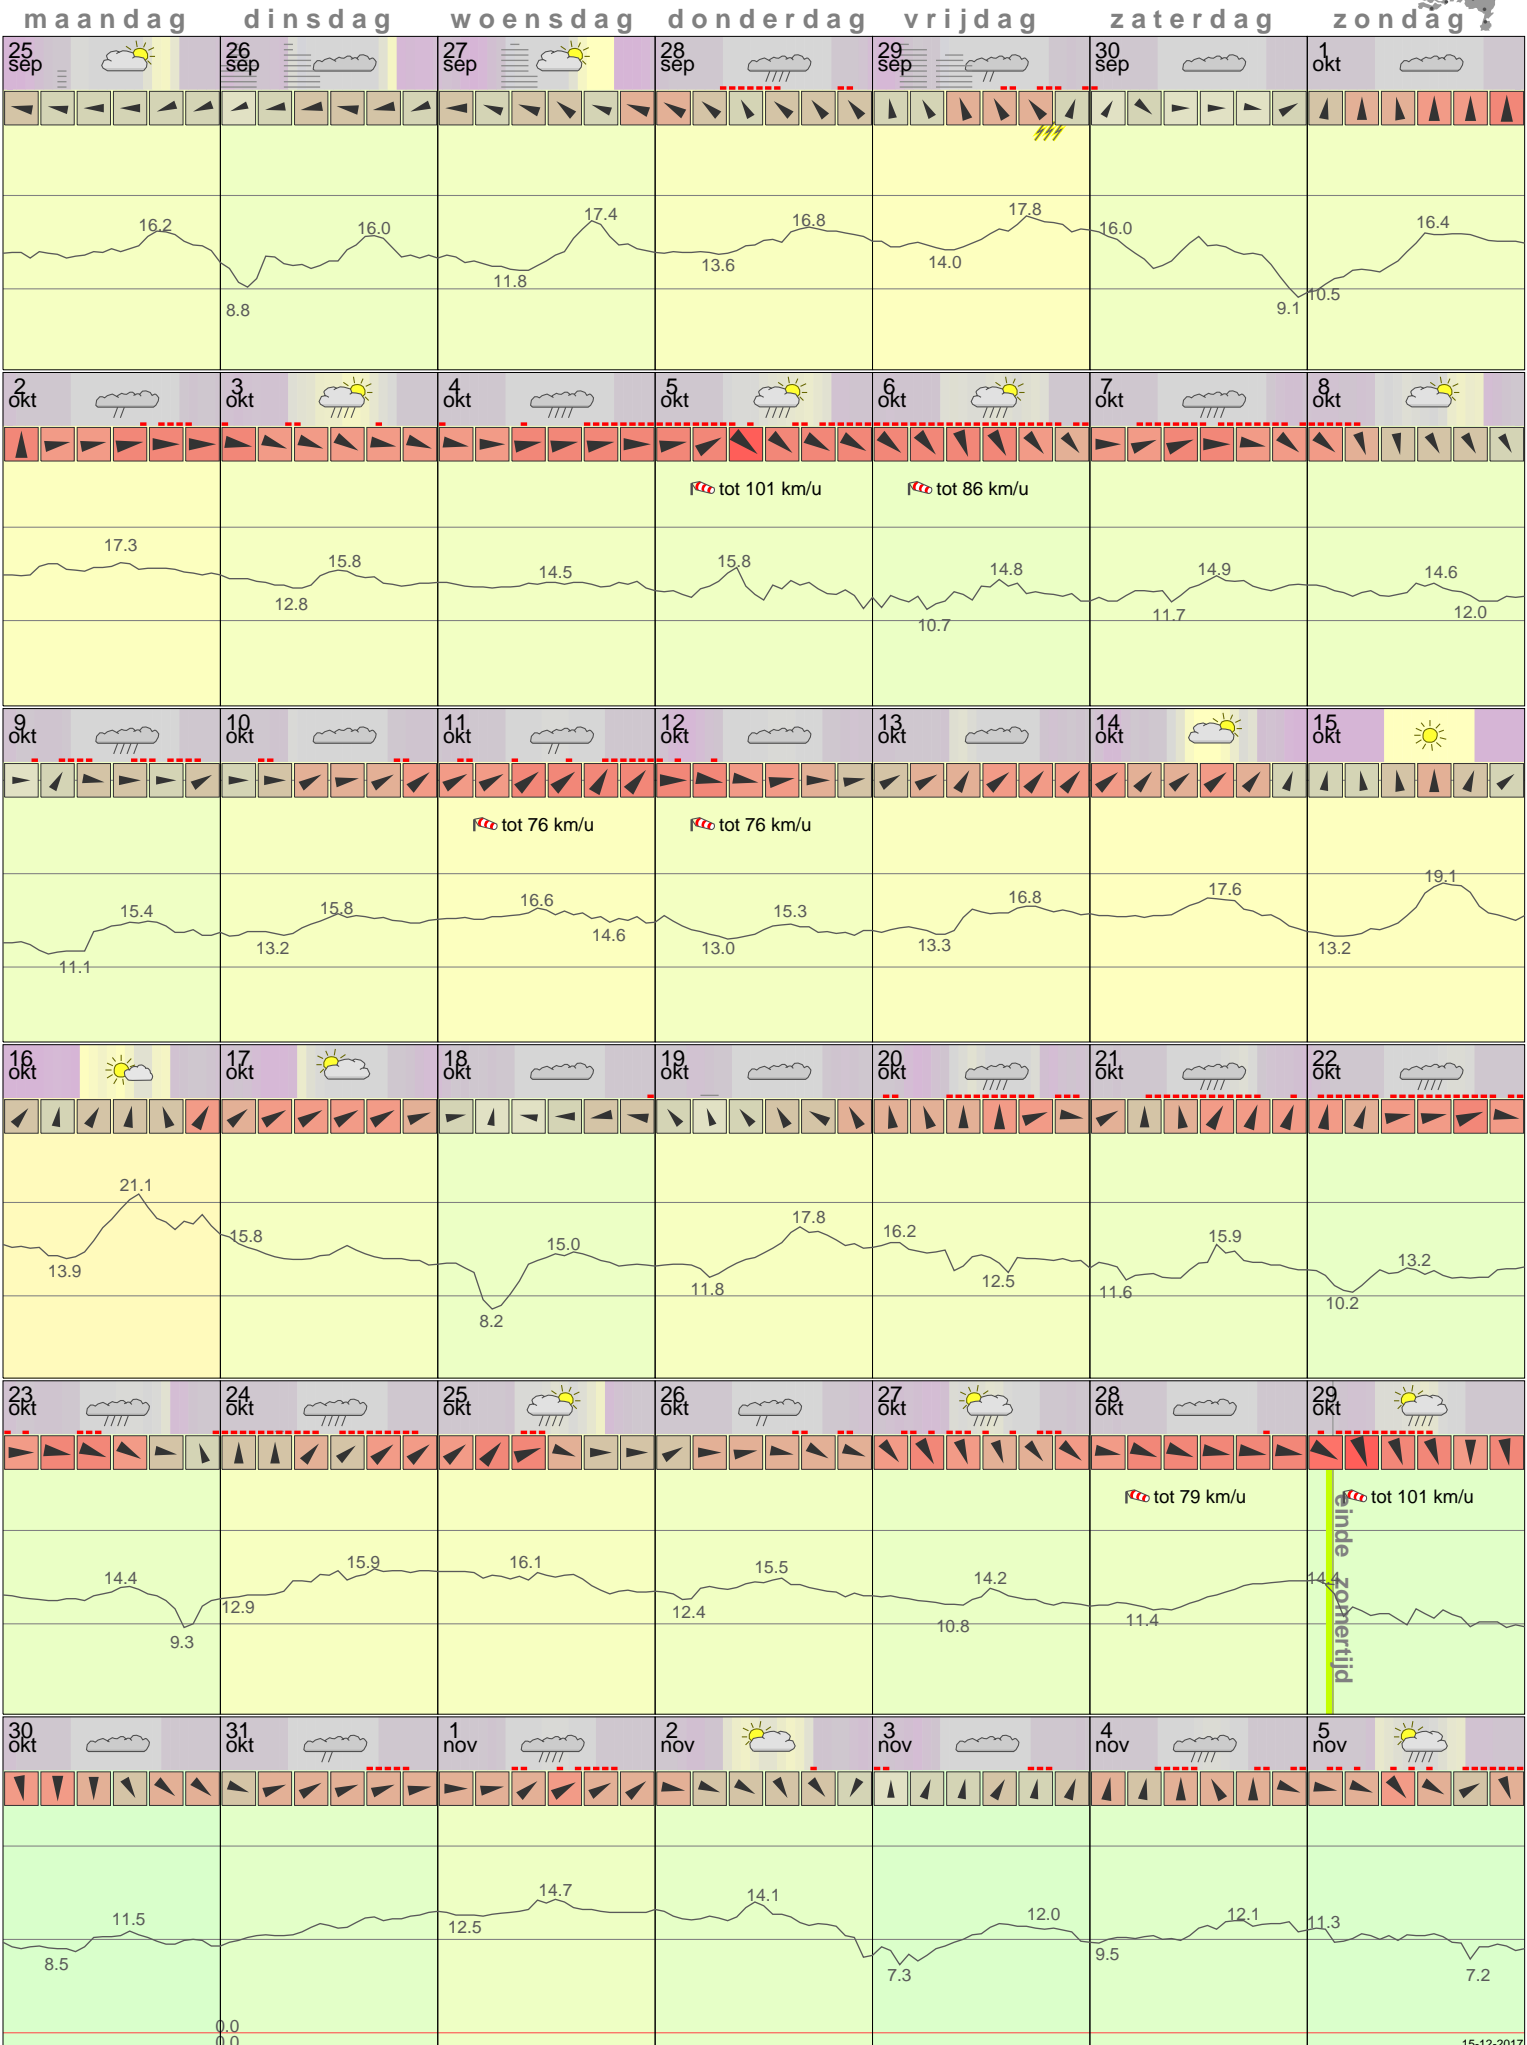 maandag dinsdag woensdag donderdag vrijdag zaterdag zondag
25 26 27 28 29 30 1
sep sep sep sep sep sep okt
16.2 16.0 17.4 16.8 17.8 16.0 16.4
8.8 11.8 13.6 14.0 9.1 10.5
2 3 4 5 6 7 8
okt okt okt okt okt okt okt
tot 101 km/u tot 86 km/u
17.3 15.8 14.5 15.8 14.8 14.9 14.6
12.8 10.7 11.7 12.0
9 10 11 12 13 14 15
okt okt okt okt okt okt okt
tot 76 km/u tot 76 km/u
15.4 15.8 16.6 15.3 16.8 17.6 19.1
11.1 13.2 14.6 13.0 13.3 13.2
16 17 18 19 20 21 22
okt okt okt okt okt okt okt
21.1 15.8 15.0 17.8 16.2 15.9 13.2
13.9 8.2 11.8 12.5 11.6 10.2
23 24 25 26 27 28 29
okt okt okt okt okt okt okt
tot 79 km/u tot 101 km/u
einde zomertijd
14.4 15.9 16.1 15.5 14.2 14.4
9.3 12.9 12.4 10.8 11.4
30 31 1 2 3 4 5
okt okt nov nov nov nov nov
11.5 14.7 14.1 12.0 12.1 11.3
8.5 12.5 7.3 9.5 7.2
0.0
0.0
15-12-2017